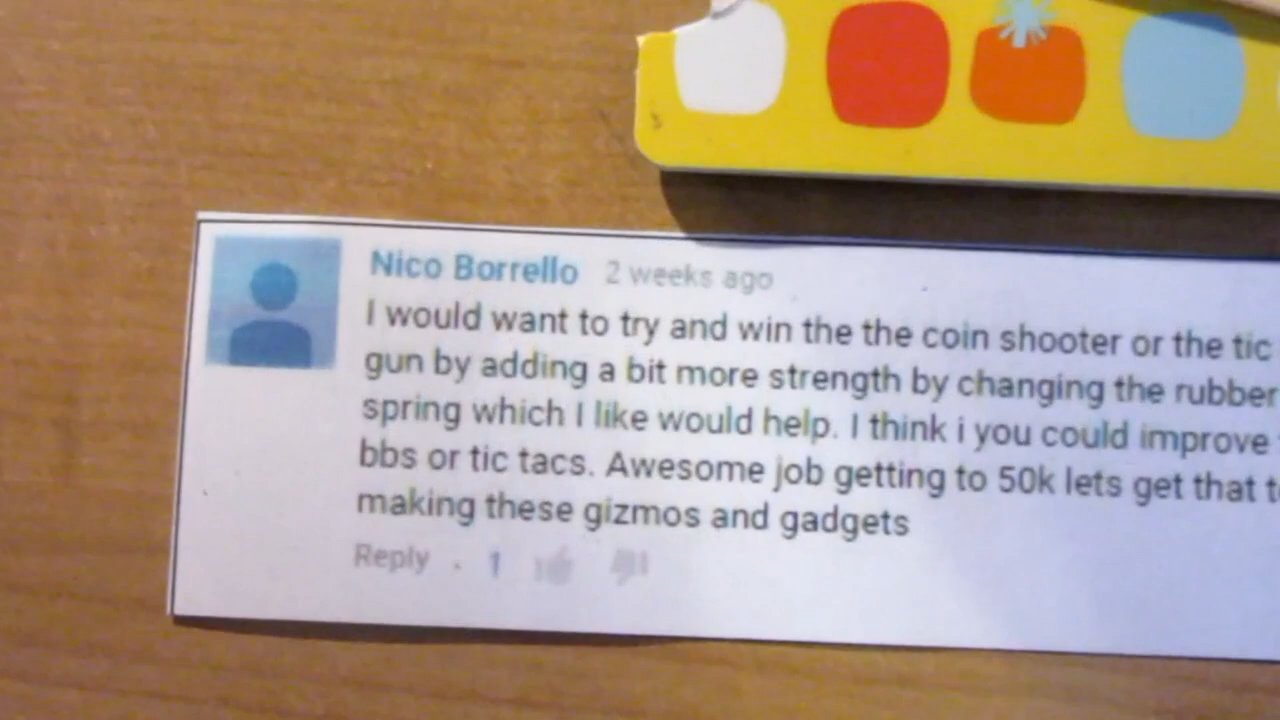 Nico Borrello 2 weeks ago
I would want to try and win the the coin shooter or the tic
gun by adding a bit more strength by changing the rubber
spring which I like would help. I think i you could improve
bbs or tic tacs. Awesome job getting to 50k lets get that
making these gizmos and gadgets
Reply . 1